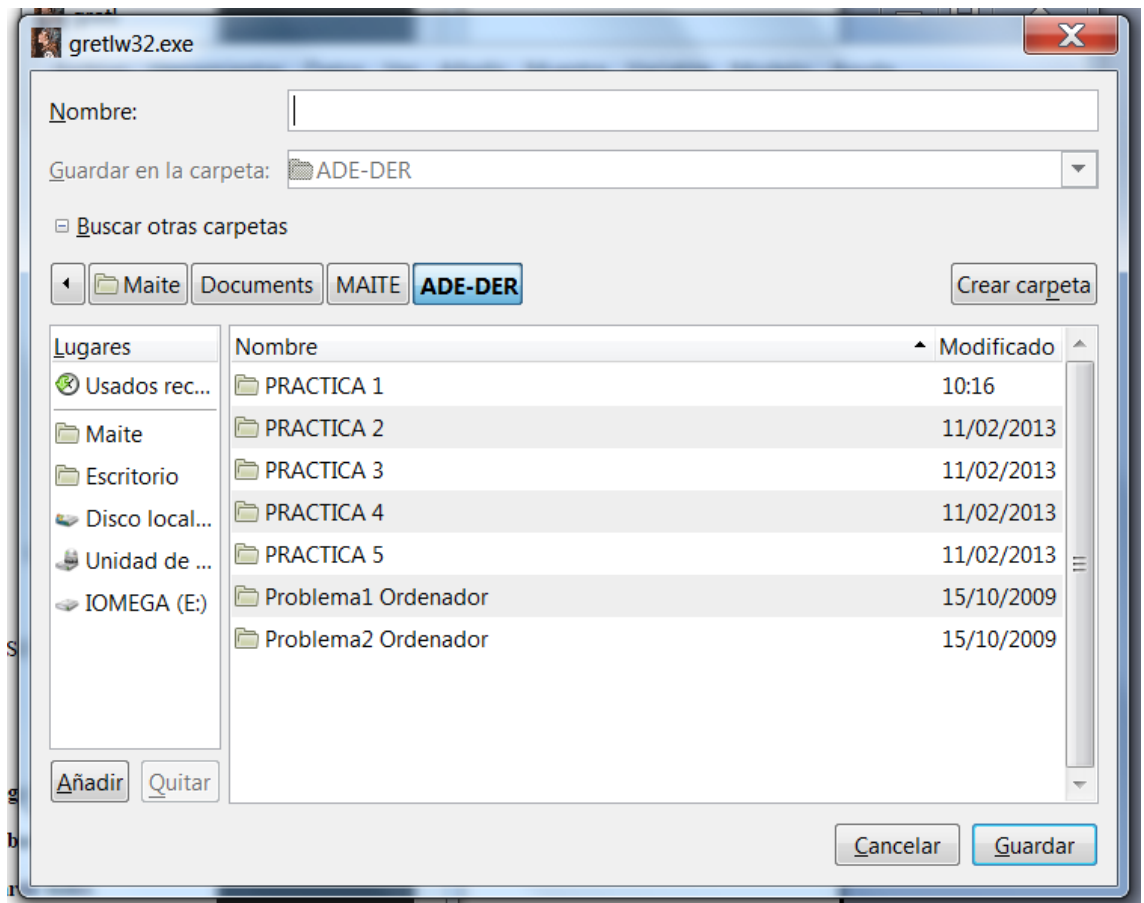 gretlw32.exe
Nombre:
Guardar en la carpeta: ADE-DER
Buscar otras carpetas
Maite Documents MAITE ADE-DER Crear carpeta
Lugares Nombre Modificado
Usados rec... PRACTICA 1 10:16
Maite PRACTICA 2 11/02/2013
Escritorio PRACTICA 3 11/02/2013
Disco local... PRACTICA 4 11/02/2013
Unidad de ... PRACTICA 5 11/02/2013
IOMEGA (E:) Problema1 Ordenador 15/10/2009
Problema2 Ordenador 15/10/2009
Añadir Quitar
Cancelar Guardar